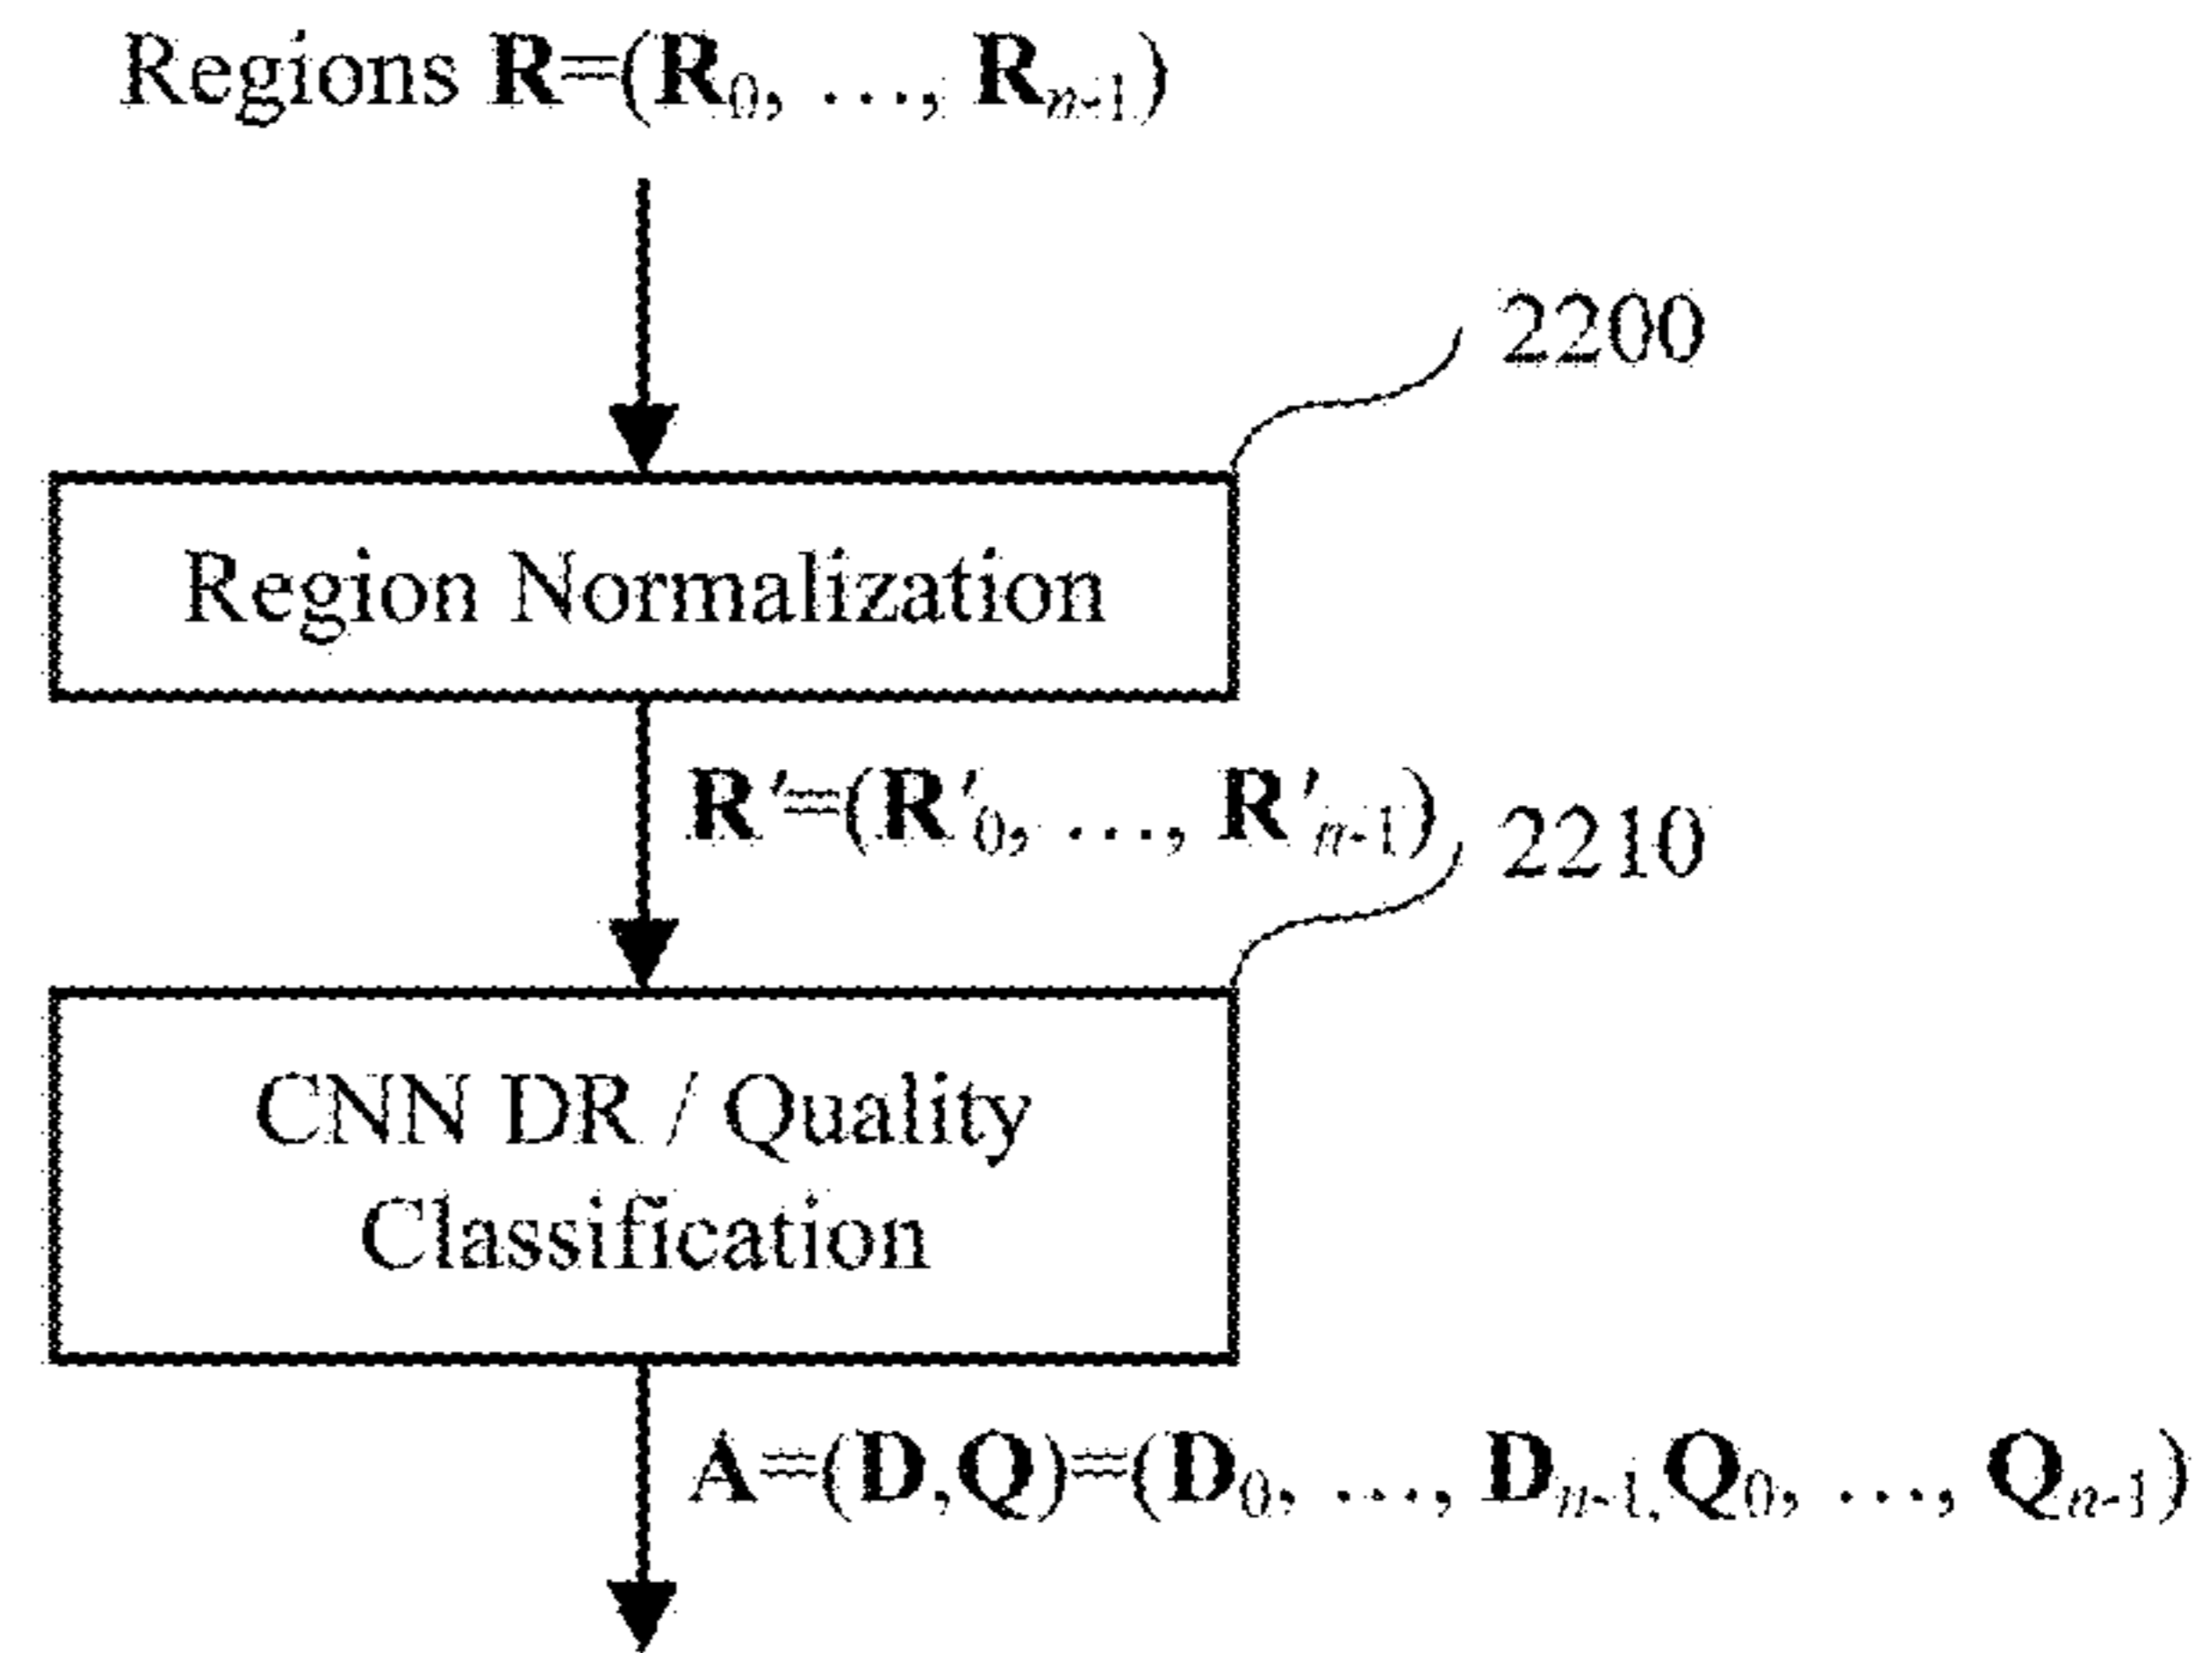 Regions R=(R0, ..., Rn-1)
2200
Region Normalization
R'=(R'0, ..., R'n-1)
2210
CNN DR / Quality
Classification
A=(D,Q)=(D0, ..., Dn-1, Q0, ..., Qn-1)